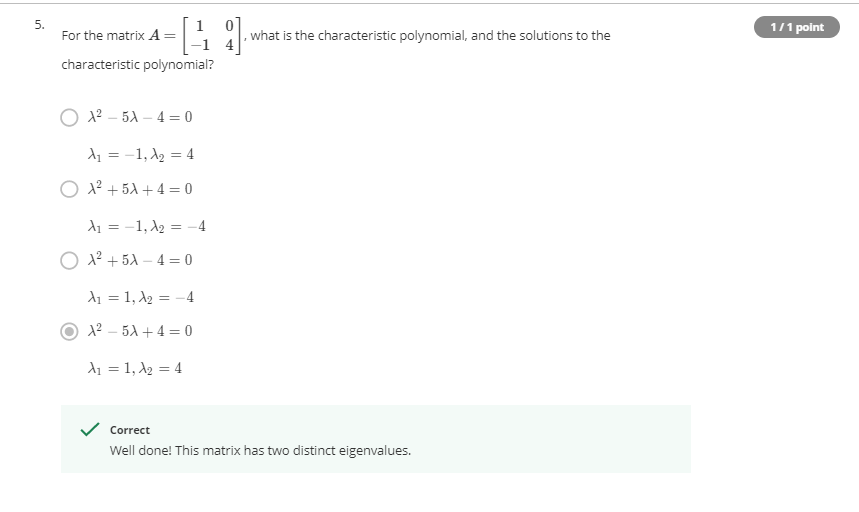 5.
1 / 1 point
For the matrix A = [1 0; −1 4], what is the characteristic polynomial, and the solutions to the
characteristic polynomial?
λ² − 5λ − 4 = 0
λ₁ = −1, λ₂ = 4
λ² + 5λ + 4 = 0
λ₁ = −1, λ₂ = −4
λ² + 5λ − 4 = 0
λ₁ = 1, λ₂ = −4
λ² − 5λ + 4 = 0
λ₁ = 1, λ₂ = 4
Correct
Well done! This matrix has two distinct eigenvalues.